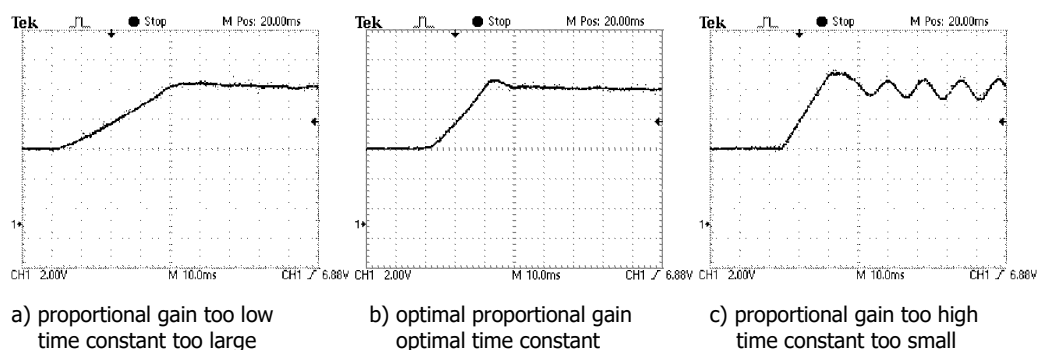 Tek Stop M Pos: 20.00ms
1
CH1 2.00V M 10.0ms CH1 6.88V
Tek Stop M Pos: 20.00ms
1
CH1 2.00V M 10.0ms CH1 6.88V
Tek Stop M Pos: 20.00ms
1
CH1 2.00V M 10.0ms CH1 6.88V
a) proportional gain too low
time constant too large
b) optimal proportional gain
optimal time constant
c) proportional gain too high
time constant too small